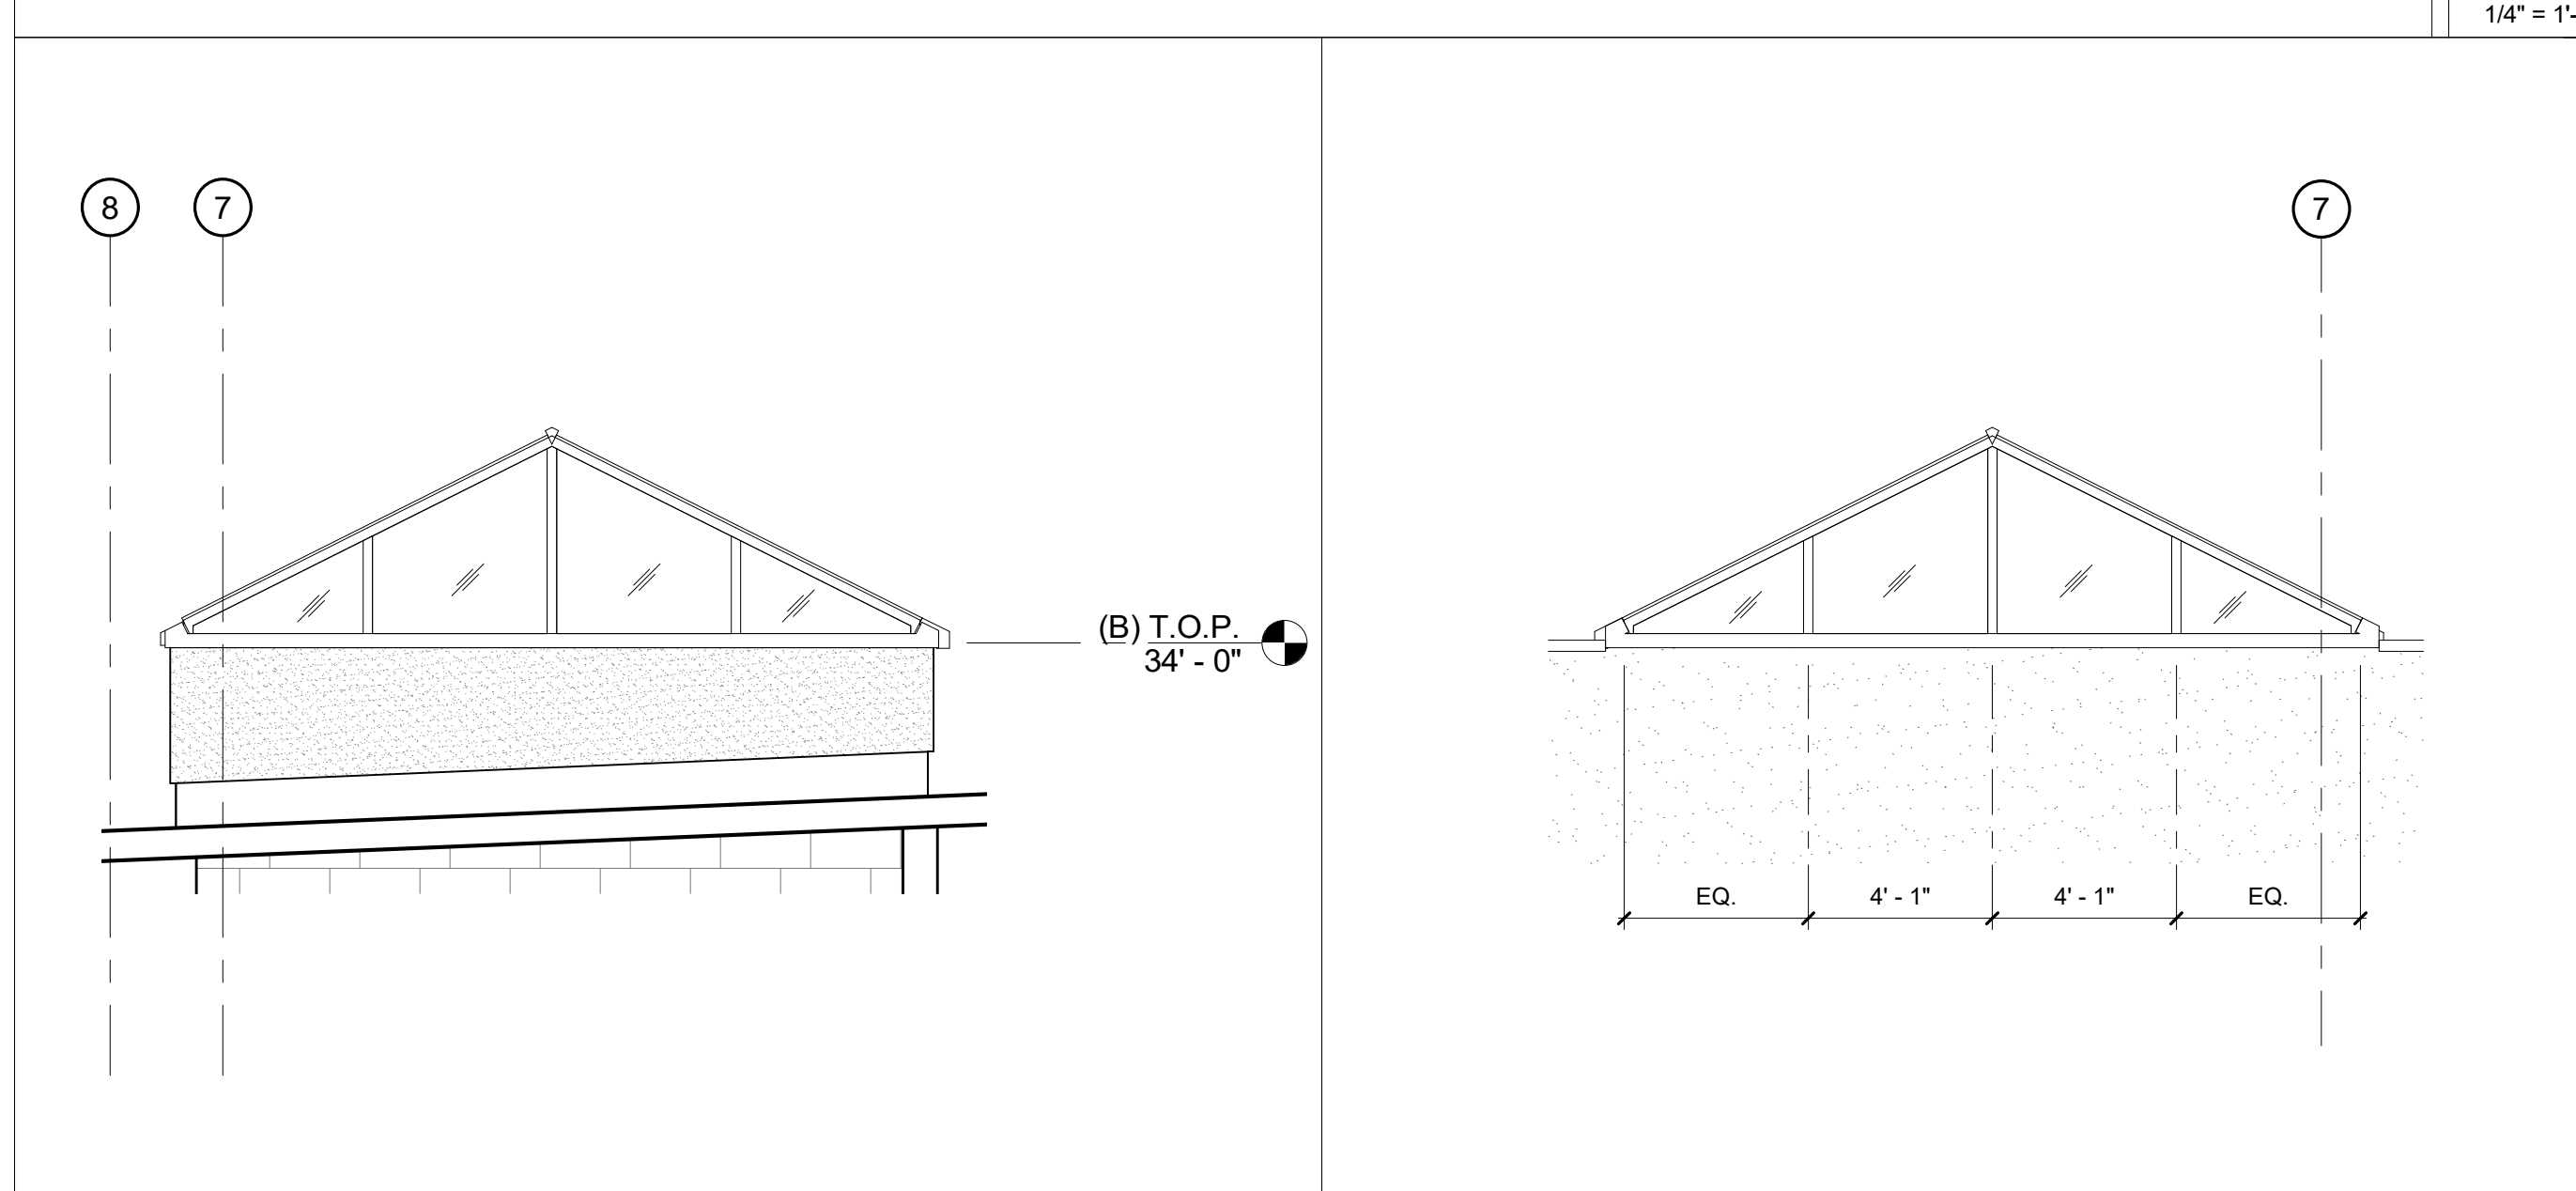 1/4" = 1'-
8
7
7
(B) T.O.P.
34' - 0"
EQ.
4' - 1"
4' - 1"
EQ.